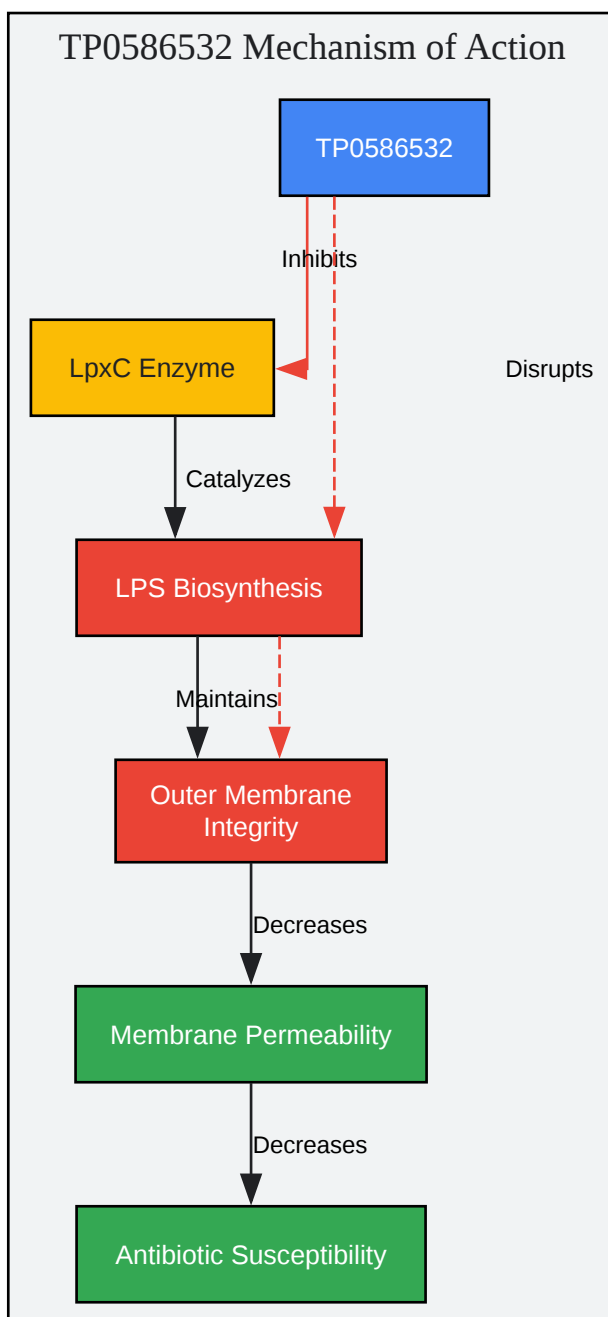 TP0586532 Mechanism of Action
TP0586532
Inhibits
LpxC Enzyme
Disrupts
Catalyzes
LPS Biosynthesis
Maintains
Outer Membrane
Integrity
Decreases
Membrane Permeability
Decreases
Antibiotic Susceptibility